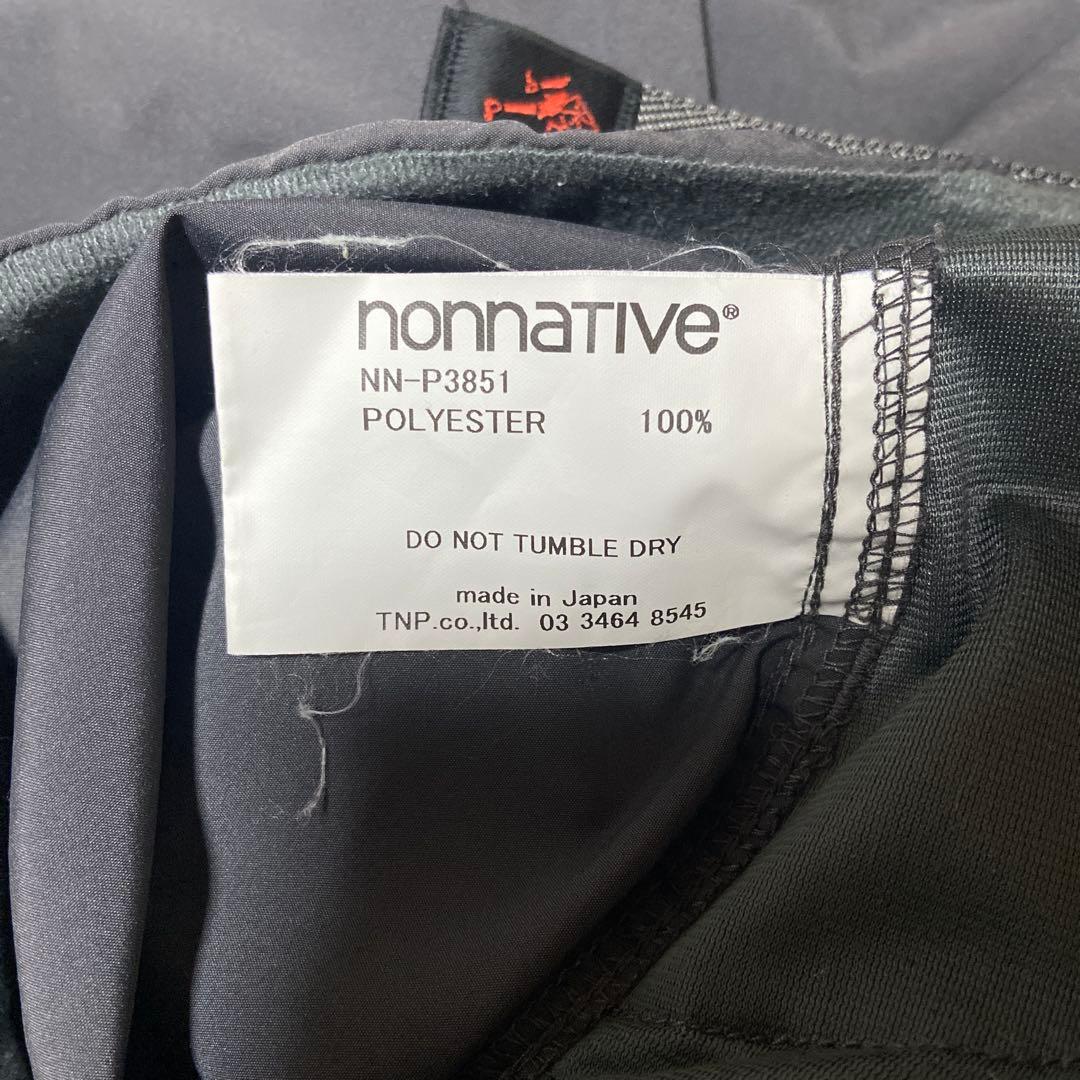 nonnative®
NN-P3851
POLYESTER 100%
DO NOT TUMBLE DRY
made in Japan
TNP.co.,ltd. 03 3464 8545